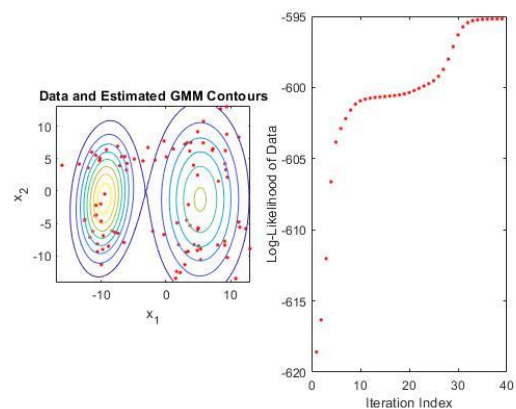 Data and Estimated GMM Contours
10
5
0
-5
-10
x2
-10 0 10
x1
-595
-600
-605
-610
-615
-620
Log-Likelihood of Data
0 10 20 30 40
Iteration Index